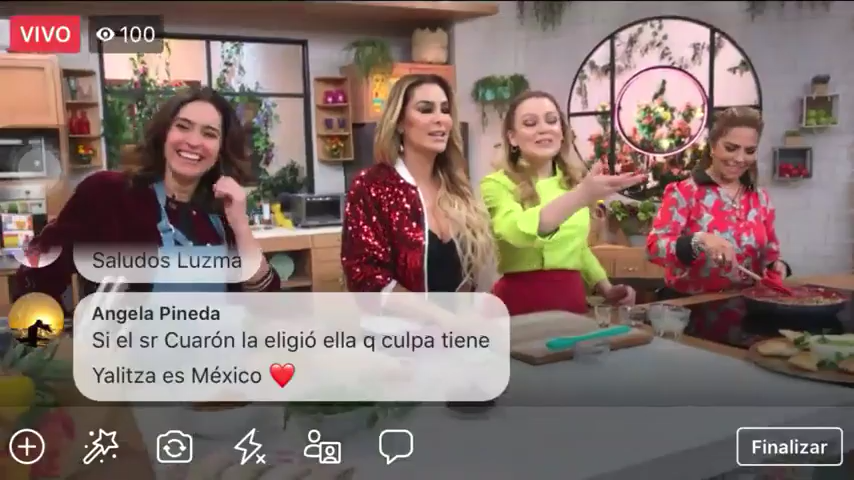 VIVO
100
Saludos Luzma
Angela Pineda
Si el sr Cuarón la eligió ella q culpa tiene
Yalitza es México ❤️
Finalizar